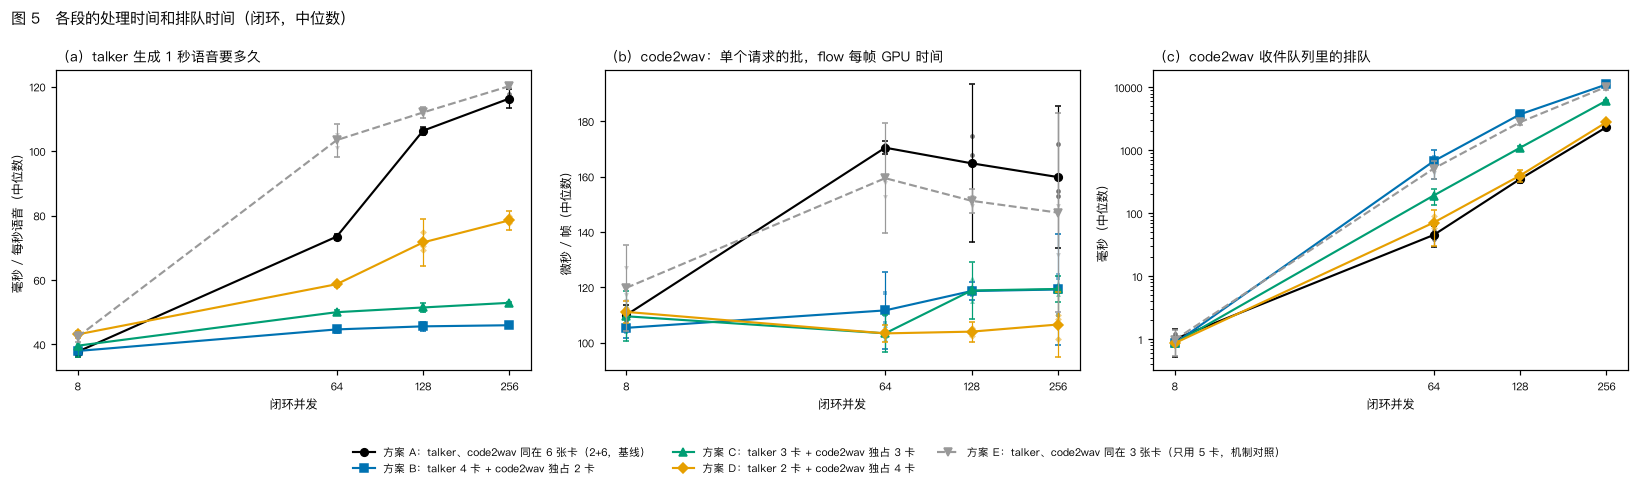 图 5　各段的处理时间和排队时间（闭环，中位数）
（a）talker 生成 1 秒语音要多久
毫秒 / 每秒语音（中位数）
120
100
80
60
40
8
64
128
256
闭环并发
（b）code2wav：单个请求的批，flow 每帧 GPU 时间
微秒 / 帧（中位数）
180
160
140
120
100
8
64
128
256
闭环并发
（c）code2wav 收件队列里的排队
毫秒（中位数）
10000
1000
100
10
1
8
64
128
256
闭环并发
方案 A：talker、code2wav 同在 6 张卡（2+6，基线）
方案 B：talker 4 卡 + code2wav 独占 2 卡
方案 C：talker 3 卡 + code2wav 独占 3 卡
方案 D：talker 2 卡 + code2wav 独占 4 卡
方案 E：talker、code2wav 同在 3 张卡（只用 5 卡，机制对照）